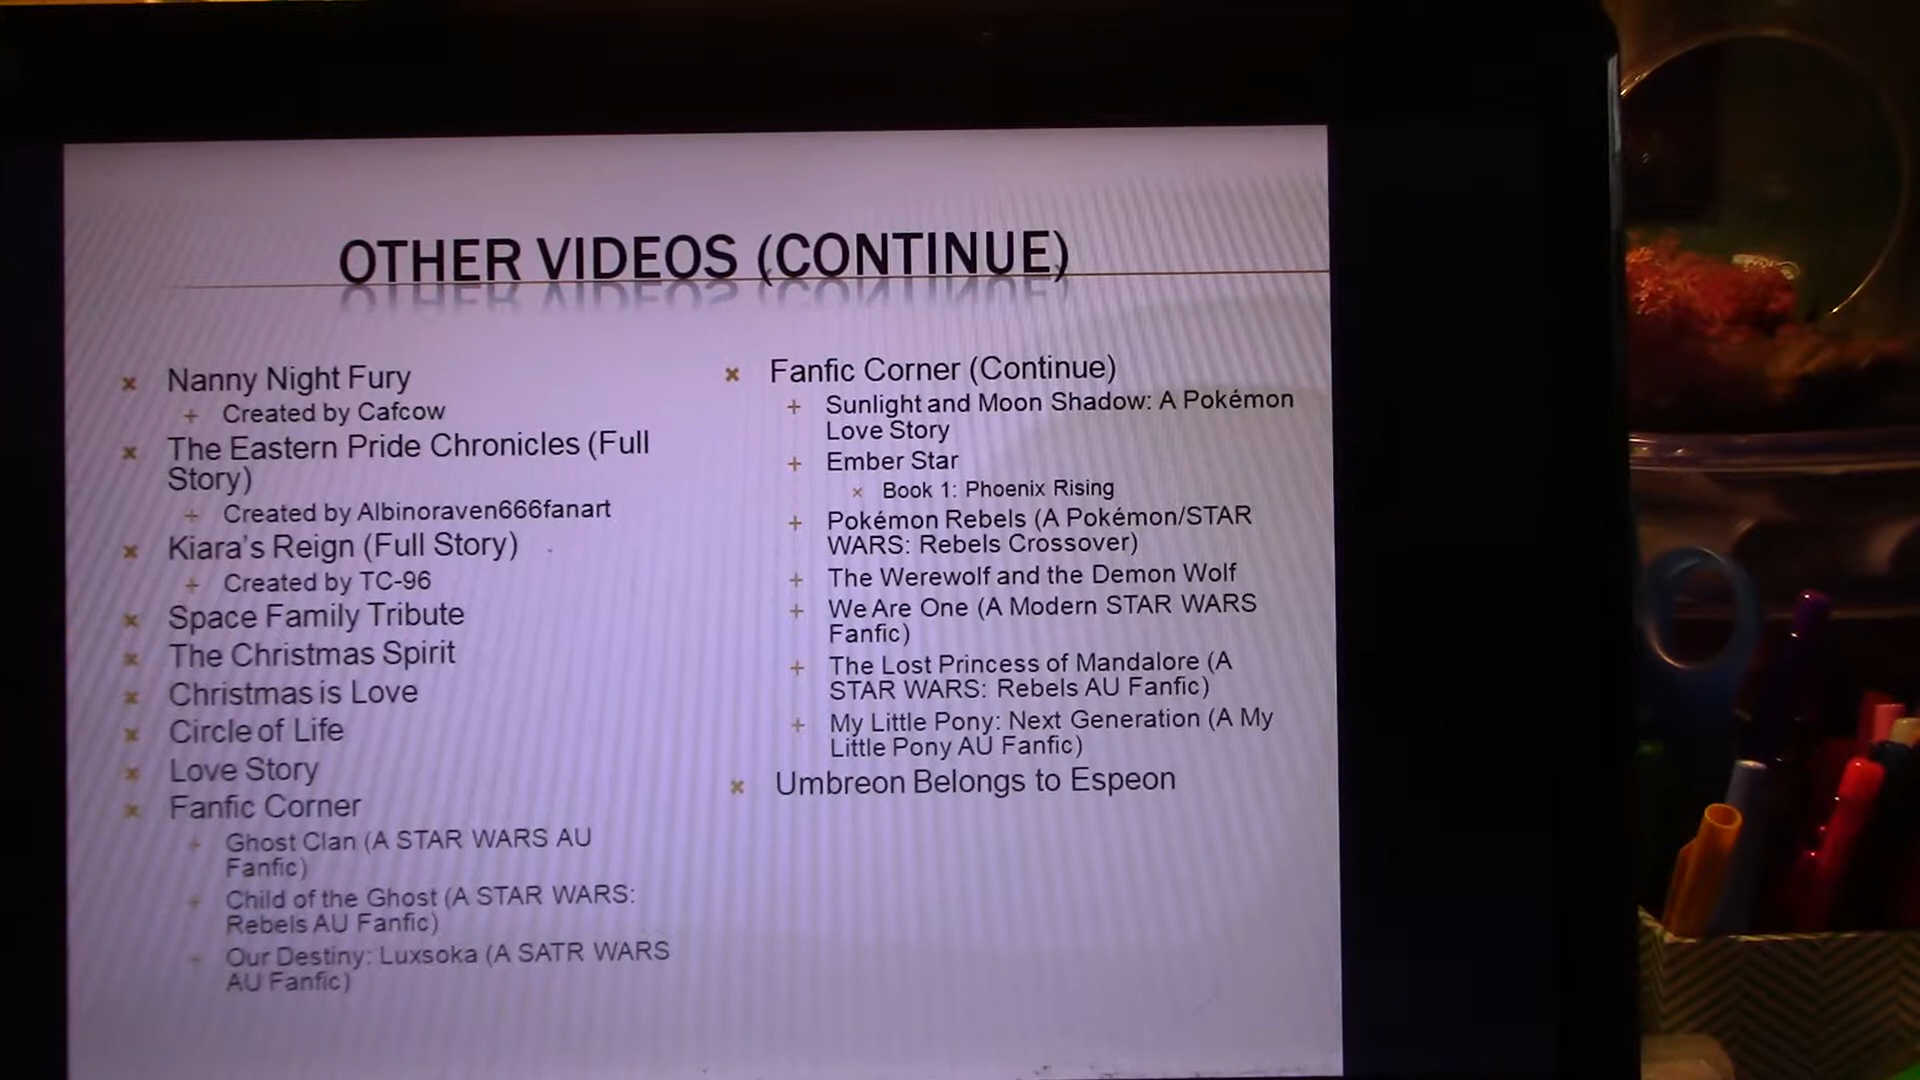 OTHER VIDEOS (CONTINUE)
Nanny Night Fury
Created by Cafcow
The Eastern Pride Chronicles (Full
Story)
Created by Albinoraven666fanart
Kiara's Reign (Full Story)
Created by TC-96
Space Family Tribute
The Christmas Spirit
Christmas is Love
Circle of Life
Love Story
Fanfic Corner
Ghost Clan (A STAR WARS AU
Fanfic)
Child of the Ghost (A STAR WARS:
Rebels AU Fanfic)
Our Destiny: Luxsoka (A SATR WARS
AU Fanfic)
Fanfic Corner (Continue)
Sunlight and Moon Shadow: A Pokémon
Love Story
Ember Star
Book 1: Phoenix Rising
Pokémon Rebels (A Pokémon/STAR
WARS: Rebels Crossover)
The Werewolf and the Demon Wolf
We Are One (A Modern STAR WARS
Fanfic)
The Lost Princess of Mandalore (A
STAR WARS: Rebels AU Fanfic)
My Little Pony: Next Generation (A My
Little Pony AU Fanfic)
Umbreon Belongs to Espeon